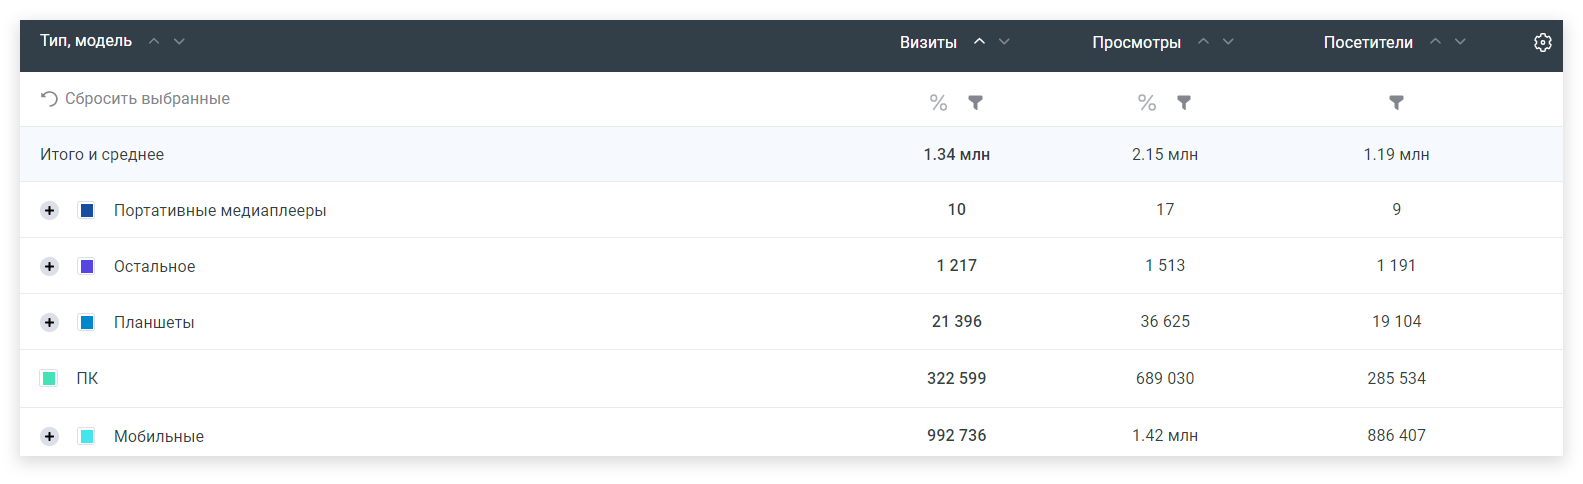 Тип, модель Визиты Просмотры Посетители
Сбросить выбранные % %
Итого и среднее 1.34 млн 2.15 млн 1.19 млн
Портативные медиаплееры 10 17 9
Остальное 1 217 1 513 1 191
Планшеты 21 396 36 625 19 104
ПК 322 599 689 030 285 534
Мобильные 992 736 1.42 млн 886 407